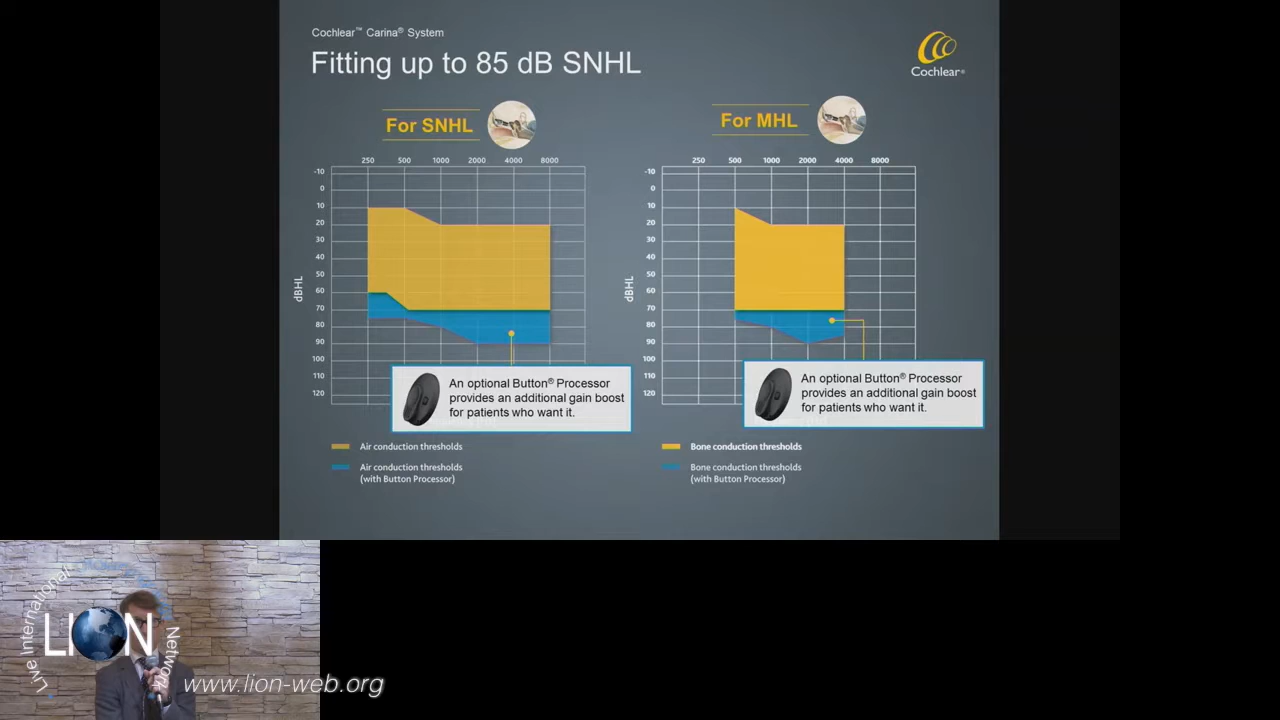 Cochlear™ Carina® System
Fitting up to 85 dB SNHL
Cochlear®
For SNHL
250 500 1000 2000 4000 8000
-10
0
10
20
30
40
50
60
70
80
90
100
110
120
dBHL
An optional Button® Processor
provides an additional gain boost
for patients who want it.
Air conduction thresholds
Air conduction thresholds
(with Button Processor)
For MHL
250 500 1000 2000 4000 8000
-10
0
10
20
30
40
50
60
70
80
90
100
110
120
dBHL
An optional Button® Processor
provides an additional gain boost
for patients who want it.
Bone conduction thresholds
Bone conduction thresholds
(with Button Processor)
Live International
Network
LION
www.lion-web.org